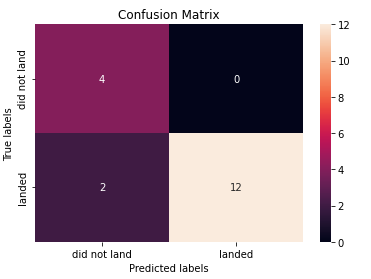 Confusion Matrix
True labels
did not land
landed
4
0
2
12
did not land
landed
Predicted labels
12
10
8
6
4
2
0